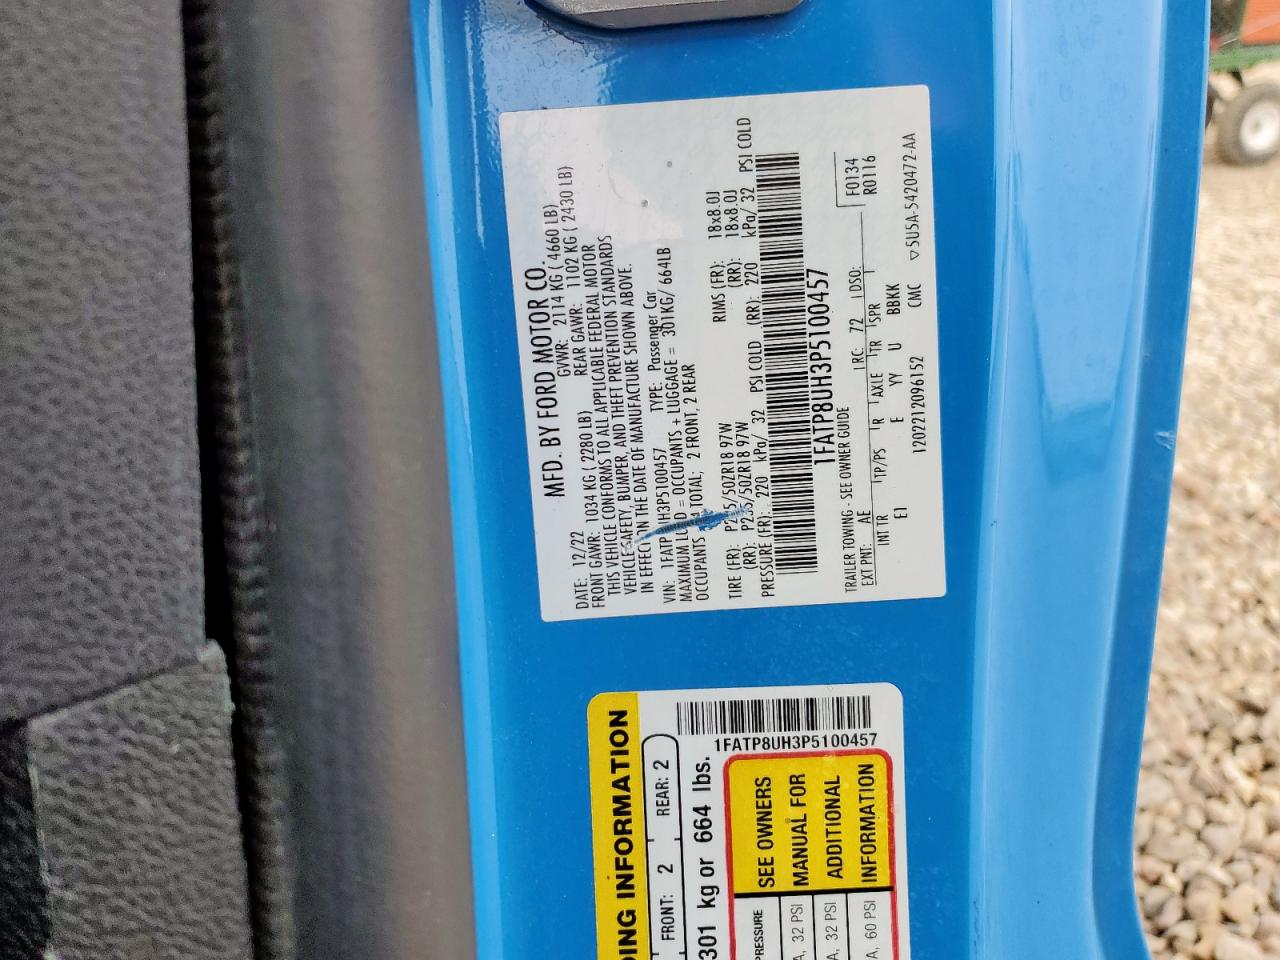 MFD. BY FORD MOTOR CO.
DATE: 12/22 GVWR: 2114 KG ( 4660 LB)
FRONT GAWR: 1034 KG ( 2280 LB) REAR GAWR: 1102 KG ( 2430 LB)
THIS VEHICLE CONFORMS TO ALL APPLICABLE FEDERAL MOTOR
VEHICLE SAFETY, BUMPER, AND THEFT PREVENTION STANDARDS
IN EFFECT ON THE DATE OF MANUFACTURE SHOWN ABOVE.
VIN: 1FATP8UH3P5100457 TYPE: Passenger Car
MAXIMUM LOAD = OCCUPANTS + LUGGAGE = 301KG/ 664LB
OCCUPANTS TOTAL; 2 FRONT, 2 REAR
TIRE (FR): P235/50ZR18 97W RIMS (FR): 18x8.0J
(RR): P235/50ZR18 97W (RR): 18x8.0J
PRESSURE (FR): 220 kPa/ 32 PSI COLD (RR): 220 kPa/ 32 PSI COLD
1FATP8UH3P5100457
TRAILER TOWING - SEE OWNER GUIDE
F0134
R0116
EXT PNT: AE RC: 72 DSO:
INT TR TP/PS R AXLE TR SPR
EJ E YY U BBKK
CMC
1202212096152 ▽5U5A-5420472-AA
DING INFORMATION
FRONT: 2 REAR: 2
301 kg or 664 lbs.
1FATP8UH3P5100457
PRESSURE
A, 32 PSI
A, 32 PSI
A, 60 PSI
SEE OWNERS
MANUAL FOR
ADDITIONAL
INFORMATION